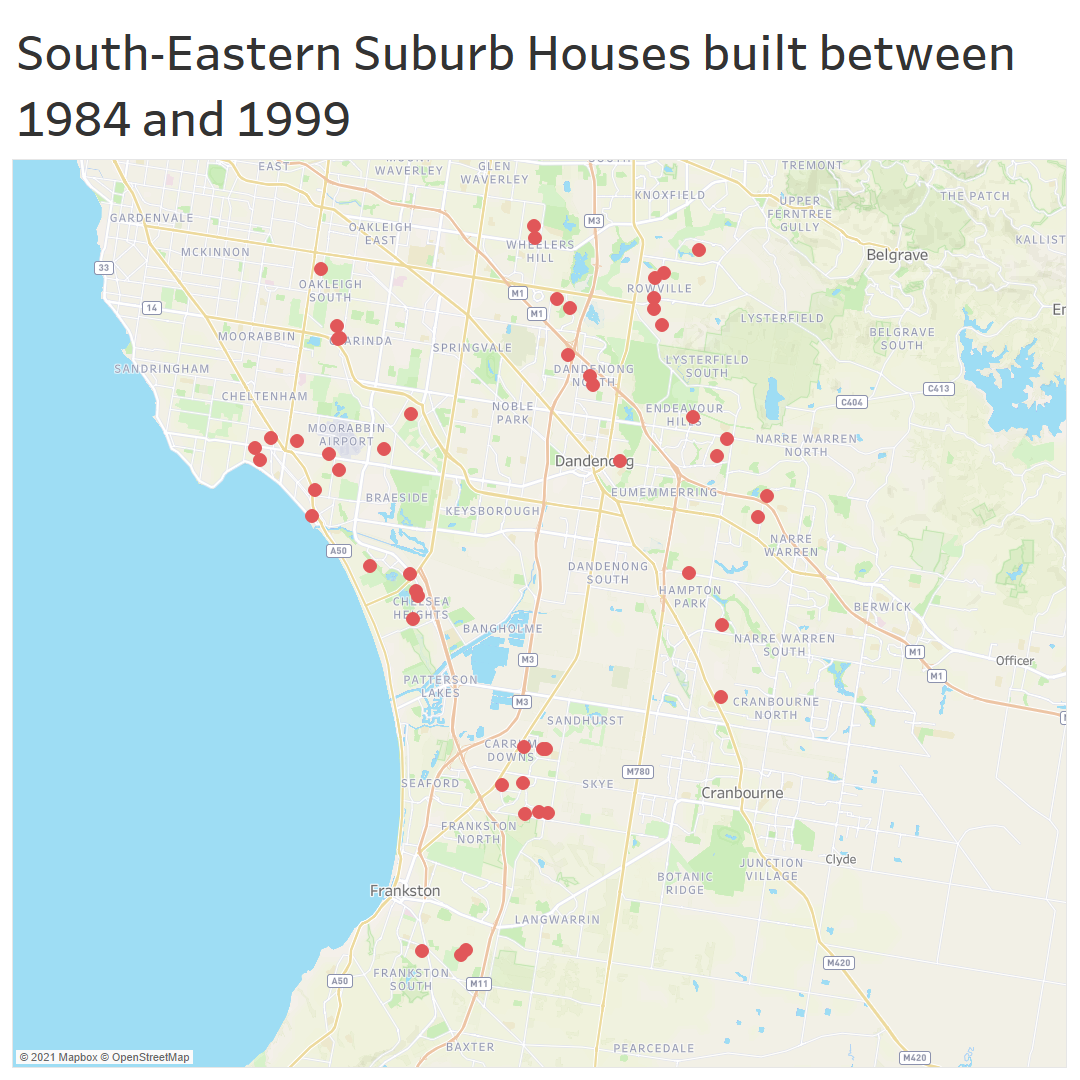 South-Eastern Suburb Houses built between
1984 and 1999
EAST
MOUNT
WAVERLEY
GLEN
WAVERLEY
SOUTH
TREMONT
KNOXFIELD
UPPER
FERNTREE
GULLY
THE PATCH
GARDENVALE
OAKLEIGH
EAST
M3
WHEELERS
HILL
KALLIST
MCKINNON
Belgrave
33
OAKLEIGH
SOUTH
M1
ROWVILLE
14
M1
LYSTERFIELD
MOORABBIN
SPRINGVALE
BELGRAVE
SOUTH
SANDRINGHAM
DANDENONG
NORTH
LYSTERFIELD
SOUTH
CHELTENHAM
C413
C404
NOBLE
PARK
ENDEAVOUR
HILLS
MOORABBIN
AIRPORT
NARRE WARREN
NORTH
Dandenong
BRAESIDE
KEYSBOROUGH
EUMEMMERRING
A50
NARRE
WARREN
DANDENONG
SOUTH
HAMPTON
PARK
CHELSEA
HEIGHTS
BERWICK
BANGHOLME
NARRE WARREN
SOUTH
M3
M1
Officer
M1
PATTERSON
LAKES
M3
CRANBOURNE
NORTH
SANDHURST
CARRUM
DOWNS
M780
SEAFORD
SKYE
Cranbourne
FRANKSTON
NORTH
JUNCTION
VILLAGE
Clyde
BOTANIC
RIDGE
Frankston
LANGWARRIN
FRANKSTON
SOUTH
A50
M11
M420
BAXTER
PEARCEDALE
M420
© 2021 Mapbox © OpenStreetMap